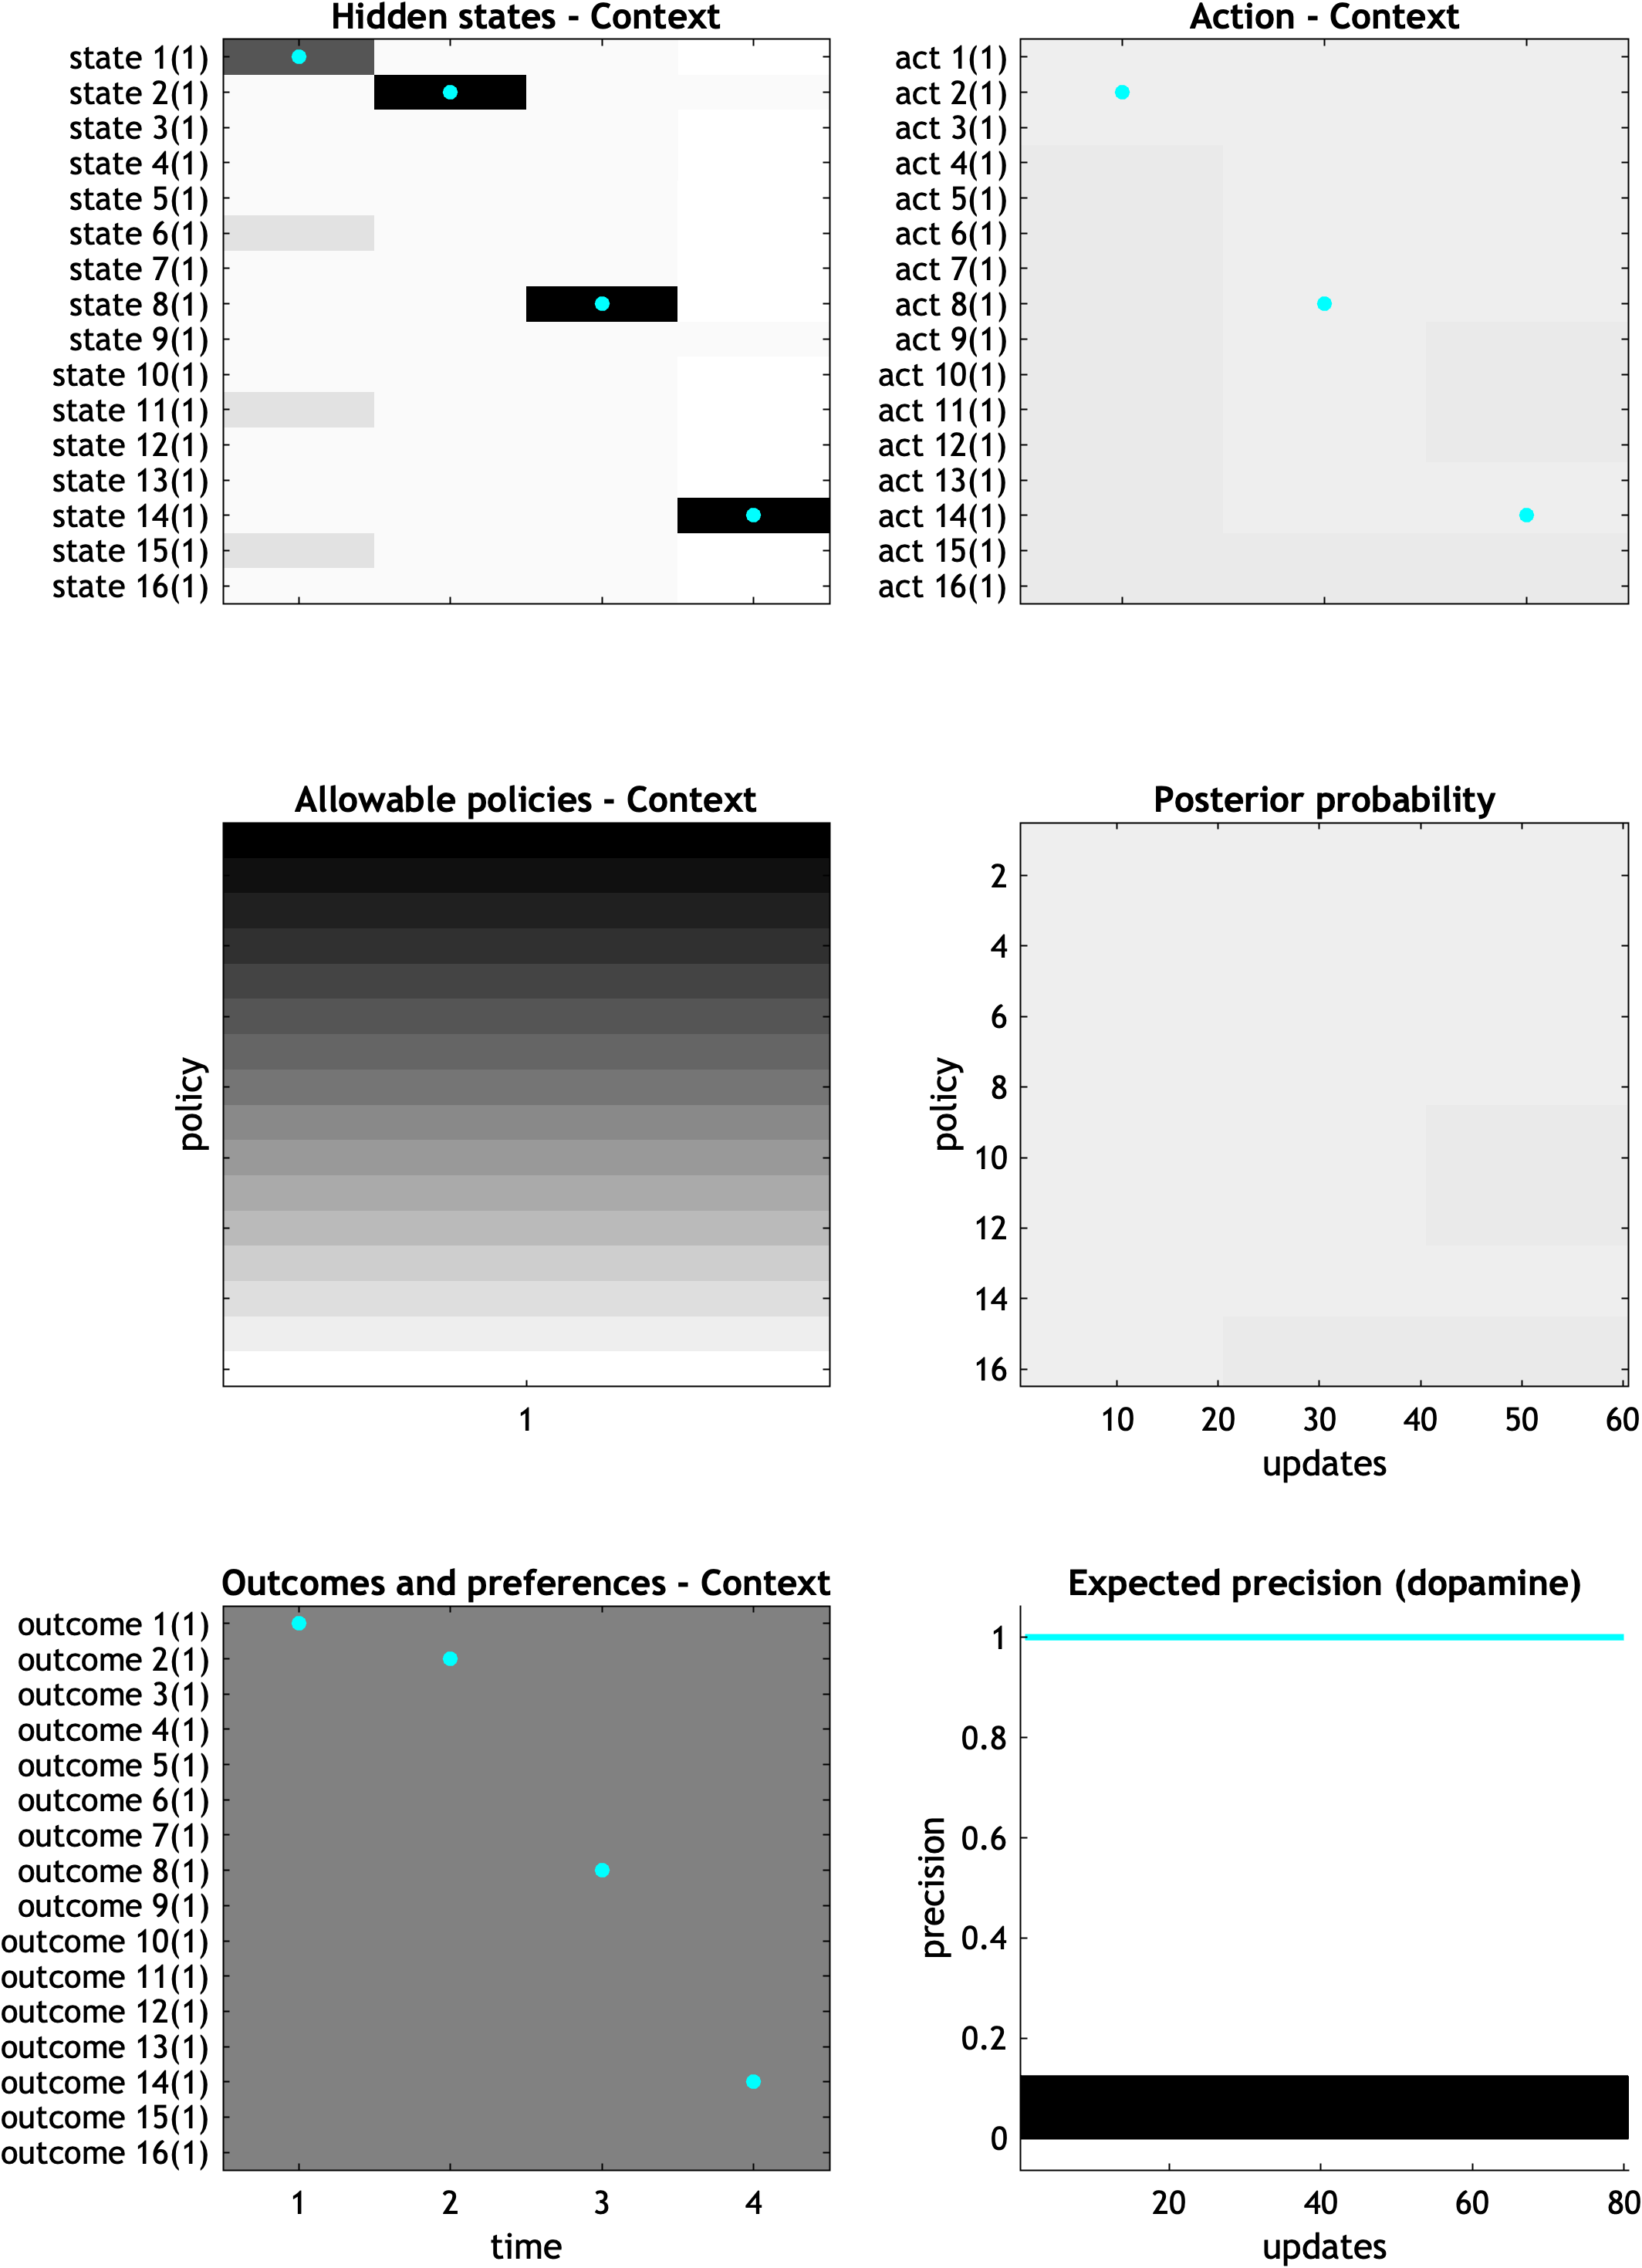 Hidden states - Context
state 1(1)
state 2(1)
state 3(1)
state 4(1)
state 5(1)
state 6(1)
state 7(1)
state 8(1)
state 9(1)
state 10(1)
state 11(1)
state 12(1)
state 13(1)
state 14(1)
state 15(1)
state 16(1)
Action - Context
act 1(1)
act 2(1)
act 3(1)
act 4(1)
act 5(1)
act 6(1)
act 7(1)
act 8(1)
act 9(1)
act 10(1)
act 11(1)
act 12(1)
act 13(1)
act 14(1)
act 15(1)
act 16(1)
Allowable policies - Context
policy
1
Posterior probability
policy
2
4
6
8
10
12
14
16
10 20 30 40 50 60
updates
Outcomes and preferences - Context
outcome 1(1)
outcome 2(1)
outcome 3(1)
outcome 4(1)
outcome 5(1)
outcome 6(1)
outcome 7(1)
outcome 8(1)
outcome 9(1)
outcome 10(1)
outcome 11(1)
outcome 12(1)
outcome 13(1)
outcome 14(1)
outcome 15(1)
outcome 16(1)
1 2 3 4
time
Expected precision (dopamine)
precision
1
0.8
0.6
0.4
0.2
0
20 40 60 80
updates